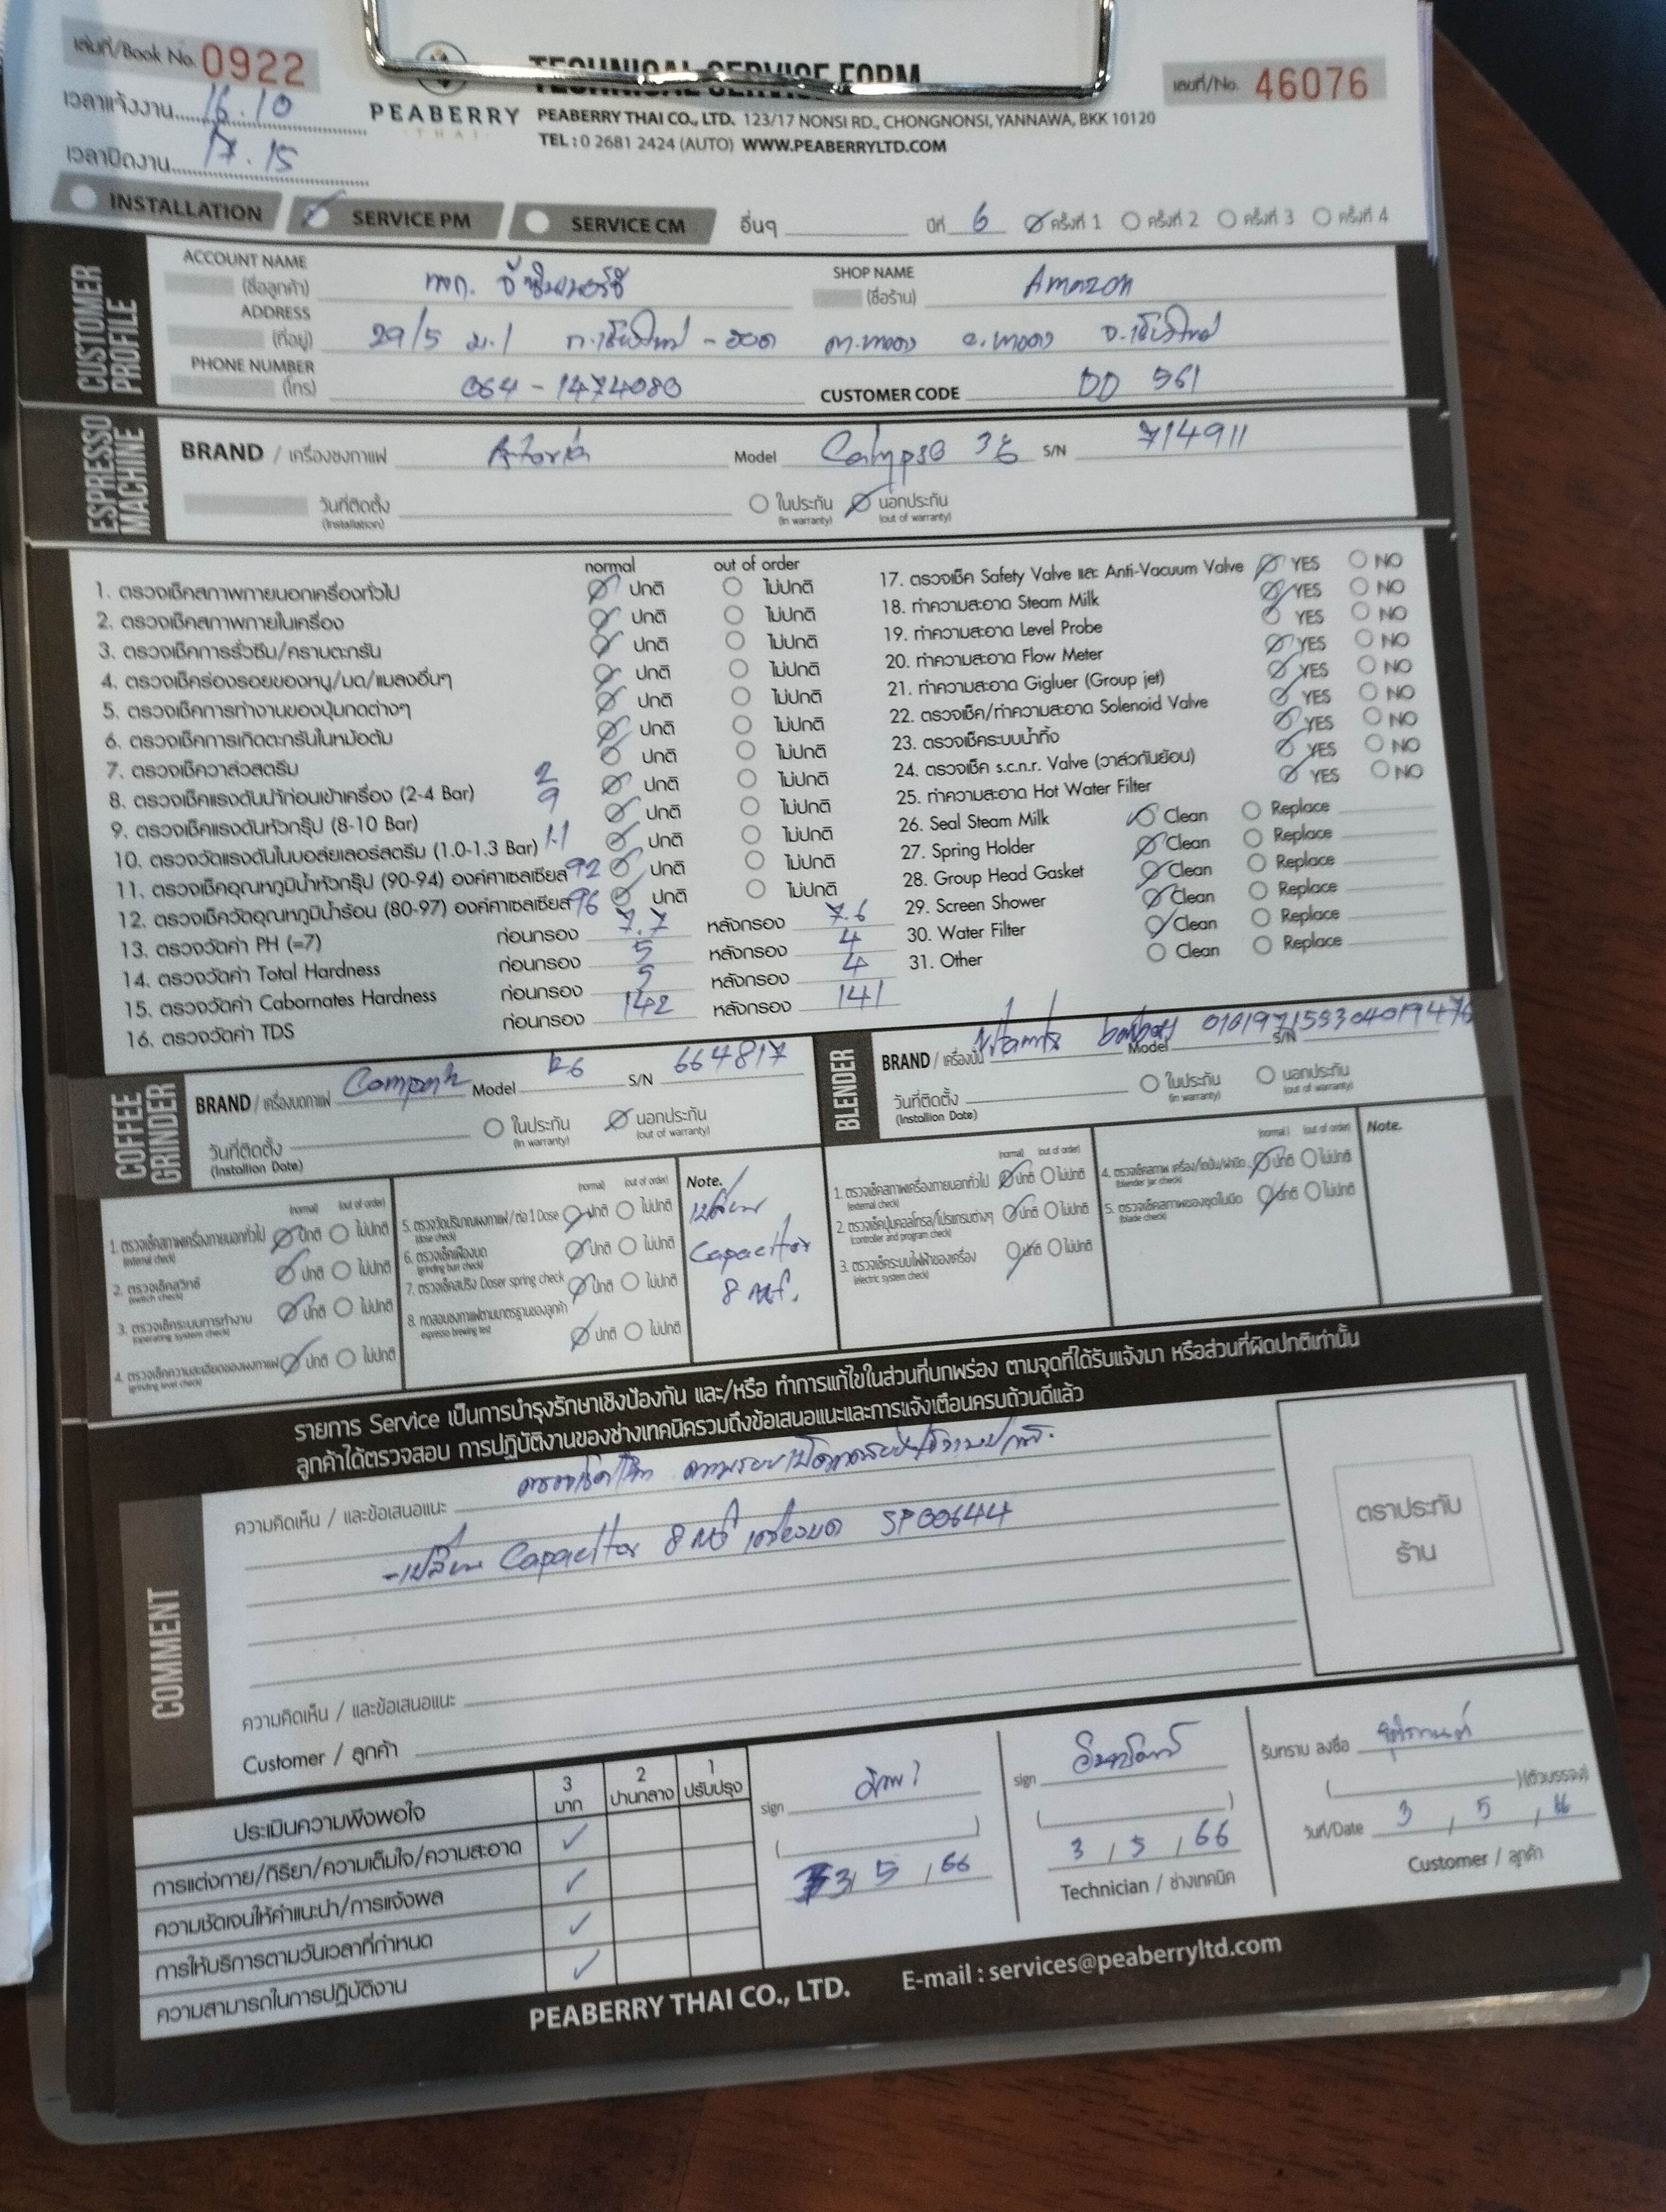 เล่มที่/Book No. 0922
TECHNICAL SERVICE FORM
เลขที่/No. 46076
เวลาแจ้งงาน 16.10
PEABERRY THAI
PEABERRY THAI CO., LTD. 123/17 NONSI RD., CHONGNONSI, YANNAWA, BKK 10120
เวลาปิดงาน 17.15
TEL : 0 2681 2424 (AUTO) WWW.PEABERRYLTD.COM
INSTALLATION SERVICE PM SERVICE CM อื่นๆ ปีที่ 6 ครั้งที่ 1 ครั้งที่ 2 ครั้งที่ 3 ครั้งที่ 4
CUSTOMER PROFILE
ACCOUNT NAME (ชื่อลูกค้า) หจก.
SHOP NAME (ชื่อร้าน) Amazon
ADDRESS (ที่อยู่) 29/5 ม.1 ถ.เชียงใหม่ - ฮอด จ.เชียงใหม่
PHONE NUMBER (โทร) 064 - 1474080 CUSTOMER CODE DD 561
ESPRESSO MACHINE
BRAND / เครื่องชงกาแฟ Astoria Model Calypso 3G S/N 714911
วันที่ติดตั้ง (Installation) ในประกัน (in warranty) นอกประกัน (out of warranty)
normal out of order
1. ตรวจเช็คสภาพภายนอกเครื่องทั่วไป ปกติ ไม่ปกติ
2. ตรวจเช็คสภาพภายในเครื่อง ปกติ ไม่ปกติ
3. ตรวจเช็คการรั่วซึม/คราบตะกรัน ปกติ ไม่ปกติ
4. ตรวจเช็คร่องรอยของหนู/มด/แมลงอื่นๆ ปกติ ไม่ปกติ
5. ตรวจเช็คการทำงานของปุ่มกดต่างๆ ปกติ ไม่ปกติ
6. ตรวจเช็คการเกิดตะกรันในหม้อต้ม ปกติ ไม่ปกติ
7. ตรวจเช็ควาล์วสตรีม ปกติ ไม่ปกติ
8. ตรวจเช็คแรงดันน้ำก่อนเข้าเครื่อง (2-4 Bar) 2 ปกติ ไม่ปกติ
9. ตรวจเช็คแรงดันหัวกรุ๊ป (8-10 Bar) 9 ปกติ ไม่ปกติ
10. ตรวจวัดแรงดันในบอล์ยเลอร์สตรีม (1.0-1.3 Bar) 1.1 ปกติ ไม่ปกติ
11. ตรวจเช็คอุณหภูมิน้ำหัวกรุ๊ป (90-94) องค์ศาเซลเซียส 92 ปกติ ไม่ปกติ
12. ตรวจเช็ควัดอุณหภูมิน้ำร้อน (80-97) องค์ศาเซลเซียส 96 ปกติ ไม่ปกติ
13. ตรวจวัดค่า PH (=7) ก่อนกรอง 7.7 หลังกรอง 7.6
14. ตรวจวัดค่า Total Hardness ก่อนกรอง 5 หลังกรอง 4
15. ตรวจวัดค่า Cabornates Hardness ก่อนกรอง 5 หลังกรอง 4
16. ตรวจวัดค่า TDS ก่อนกรอง 142 หลังกรอง 141
17. ตรวจเช็ค Safety Valve และ Anti-Vacuum Valve YES NO
18. ทำความสะอาด Steam Milk YES NO
19. ทำความสะอาด Level Probe YES NO
20. ทำความสะอาด Flow Meter YES NO
21. ทำความสะอาด Gigluer (Group jet) YES NO
22. ตรวจเช็ค/ทำความสะอาด Solenoid Valve YES NO
23. ตรวจเช็คระบบน้ำทิ้ง YES NO
24. ตรวจเช็ค s.c.n.r. Valve (วาล์วกันย้อน) YES NO
25. ทำความสะอาด Hot Water Filter YES NO
26. Seal Steam Milk Clean Replace
27. Spring Holder Clean Replace
28. Group Head Gasket Clean Replace
29. Screen Shower Clean Replace
30. Water Filter Clean Replace
31. Other Clean Replace
COFFEE GRINDER
BRAND / เครื่องบดกาแฟ Model K6 S/N 664817
วันที่ติดตั้ง (Installion Date) ในประกัน (in warranty) นอกประกัน (out of warranty)
(normal) (out of order) (normal) (out of order)
1. ตรวจเช็คสภาพเครื่องภายนอกทั่วไป (external check) ปกติ ไม่ปกติ
2. ตรวจเช็คสวิทซ์ (switch check) ปกติ ไม่ปกติ
3. ตรวจเช็คระบบการทำงาน (operating system check) ปกติ ไม่ปกติ
4. ตรวจเช็คความละเอียดของผงกาแฟ (grinding level check) ปกติ ไม่ปกติ
5. ตรวจวัดปริมาณผงกาแฟ/ต่อ 1 Dose (dose check) ปกติ ไม่ปกติ
6. ตรวจเช็คเฟืองบด (grinding burr check) ปกติ ไม่ปกติ
7. ตรวจเช็คสปริง Doser spring check ปกติ ไม่ปกติ
8. ทดสอบชงกาแฟตามมาตรฐานของลูกค้า espresso brewing test ปกติ ไม่ปกติ
Note.
เปลี่ยน
Capacitor
8 mf.
BLENDER
BRAND / เครื่องปั่น Model S/N
วันที่ติดตั้ง (Installion Date) ในประกัน (in warranty) นอกประกัน (out of warranty)
(normal) (out of order) (normal) (out of order) Note.
1. ตรวจเช็คสภาพเครื่องภายนอกทั่วไป (external check) ปกติ ไม่ปกติ
2. ตรวจเช็คปุ่มคอลโทรล/โปรแกรมต่างๆ (controller and program check) ปกติ ไม่ปกติ
3. ตรวจเช็คระบบไฟฟ้าของเครื่อง (electric system check) ปกติ ไม่ปกติ
4. ตรวจเช็คสภาพ เครื่อง/โถปั่น/ฝาปิด (blender jar check) ปกติ ไม่ปกติ
5. ตรวจเช็คสภาพของชุดใบมีด (blade check) ปกติ ไม่ปกติ
รายการ Service เป็นการบำรุงรักษาเชิงป้องกัน และ/หรือ ทำการแก้ไขในส่วนที่บกพร่อง ตามจุดที่ได้รับแจ้งมา หรือส่วนที่ผิดปกติเท่านั้น
ลูกค้าได้ตรวจสอบ การปฏิบัติงานของช่างเทคนิครวมถึงข้อเสนอแนะและการแจ้งเตือนครบถ้วนดีแล้ว
COMMENT
ความคิดเห็น / และข้อเสนอแนะ
-เปลี่ยน Capacitor 8 mf เครื่องบด SP00644
ตราประทับ
ร้าน
ความคิดเห็น / และข้อเสนอแนะ
Customer / ลูกค้า
ประเมินความพึงพอใจ 3 มาก 2 ปานกลาง 1 ปรับปรุง
การแต่งกาย/กิริยา/ความเต็มใจ/ความสะอาด ✓
ความชัดเจนให้คำแนะนำ/การแจ้งผล ✓
การให้บริการตามวันเวลาที่กำหนด ✓
ความสามารถในการปฏิบัติงาน ✓
sign
3 / 5 / 66
sign
3 / 5 / 66
Technician / ช่างเทคนิค
รับทราบ ลงชื่อ
(ตัวบรรจง)
วันที่/Date 3 / 5 / 66
Customer / ลูกค้า
PEABERRY THAI CO., LTD. E-mail : services@peaberryltd.com